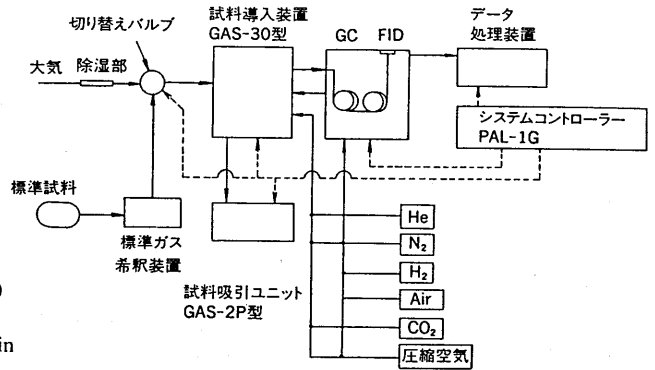 切り替えバルブ
試料導入装置
GAS-30型
GC FID
データ
処理装置
大気 除湿部
システムコントローラー
PAL-1G
標準試料
標準ガス
希釈装置
試料吸引ユニット
GAS-2P型
He
N₂
H₂
Air
CO₂
圧縮空気
)
in